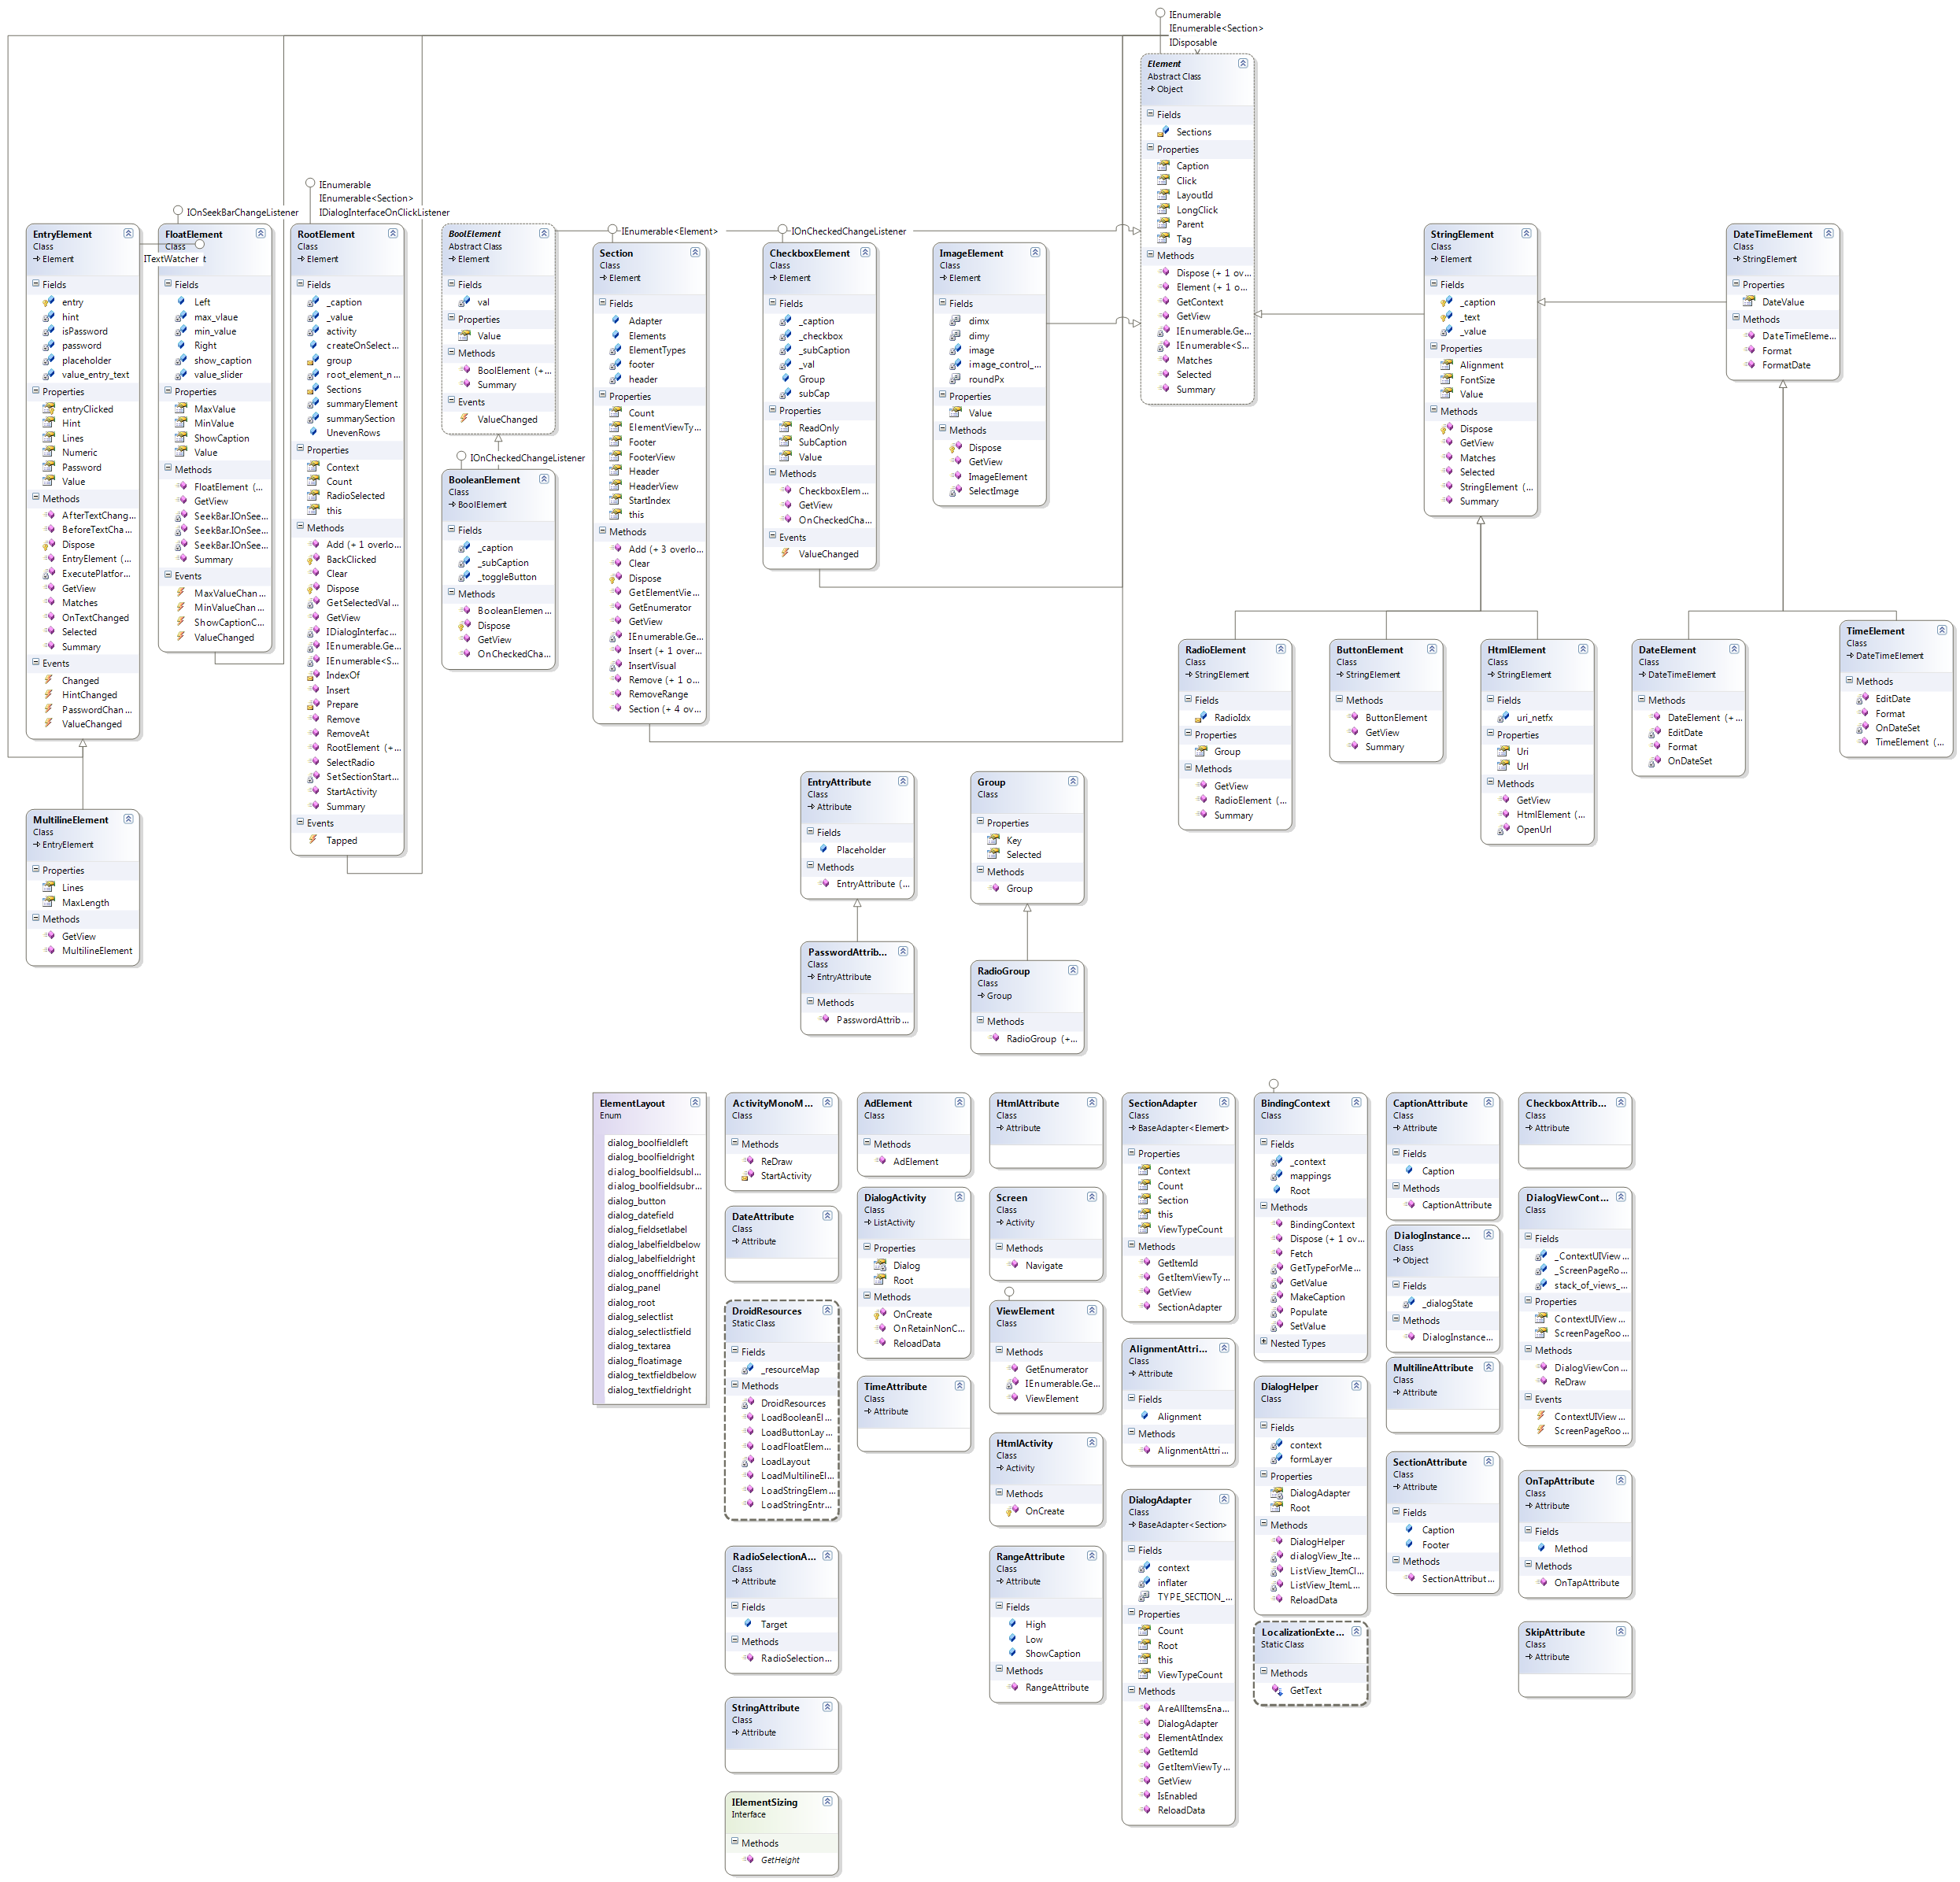 IEnumerable
IEnumerable<Section>
IDisposable
Element
Abstract Class
Object
Fields
Sections
Properties
Caption
Click
LayoutId
LongClick
Parent
Tag
Methods
Dispose (+ 1 ov...
Element (+ 1 o...
GetContext
GetView
IEnumerable.Ge...
IEnumerable<S...
Matches
Selected
Summary
EntryElement
Class
Element
Fields
entry
hint
isPassword
password
placeholder
value_entry_text
Properties
entryClicked
Hint
Lines
Numeric
Password
Value
Methods
AfterTextChang...
BeforeTextCha...
Dispose
EntryElement (...
ExecutePlatfor...
GetView
Matches
OnTextChanged
Selected
Summary
Events
Changed
HintChanged
PasswordChan...
ValueChanged
ITextWatcher
MultilineElement
Class
EntryElement
Properties
Lines
MaxLength
Methods
GetView
MultilineElement
IOnSeekBarChangeListener
FloatElement
Class
Fields
Left
max_vlaue
min_value
Right
show_caption
value_slider
Properties
MaxValue
MinValue
ShowCaption
Value
Methods
FloatElement (...
GetView
SeekBar.IOnSee...
SeekBar.IOnSee...
SeekBar.IOnSee...
Summary
Events
MaxValueChan...
MinValueChan...
ShowCaptionC...
ValueChanged
IEnumerable
IEnumerable<Section>
IDialogInterfaceOnClickListener
RootElement
Class
Element
Fields
_caption
_value
activity
createOnSelect...
group
root_element_n...
Sections
summaryElement
summarySection
UnevenRows
Properties
Context
Count
RadioSelected
this
Methods
Add (+ 1 overlo...
BackClicked
Clear
Dispose
GetSelectedVal...
GetView
IDialogInterfac...
IEnumerable.Ge...
IEnumerable<S...
IndexOf
Insert
Prepare
Remove
RemoveAt
RootElement (+...
SelectRadio
SetSectionStart...
StartActivity
Summary
Events
Tapped
BoolElement
Abstract Class
Element
Fields
val
Properties
Value
Methods
BoolElement (+...
Summary
Events
ValueChanged
IOnCheckedChangeListener
BooleanElement
Class
BoolElement
Fields
_caption
_subCaption
_toggleButton
Methods
BooleanElemen...
Dispose
GetView
OnCheckedCha...
IEnumerable<Element>
Section
Class
Element
Fields
Adapter
Elements
ElementTypes
footer
header
Properties
Count
ElementViewTy...
Footer
FooterView
Header
HeaderView
StartIndex
this
Methods
Add (+ 3 overlo...
Clear
Dispose
GetElementVie...
GetEnumerator
GetView
IEnumerable.Ge...
Insert (+ 1 over...
InsertVisual
Remove (+ 1 o...
RemoveRange
Section (+ 4 ov...
IOnCheckedChangeListener
CheckboxElement
Class
Element
Fields
_caption
_checkbox
_subCaption
_val
Group
subCap
Properties
ReadOnly
SubCaption
Value
Methods
CheckboxElem...
GetView
OnCheckedCha...
Events
ValueChanged
ImageElement
Class
Element
Fields
dimx
dimy
image
image_control_...
roundPx
Properties
Value
Methods
Dispose
GetView
ImageElement
SelectImage
StringElement
Class
Element
Fields
_caption
_text
_value
Properties
Alignment
FontSize
Value
Methods
Dispose
GetView
Matches
Selected
StringElement (...
Summary
DateTimeElement
Class
StringElement
Properties
DateValue
Methods
DateTimeEleme...
Format
FormatDate
RadioElement
Class
StringElement
Fields
RadioIdx
Properties
Group
Methods
GetView
RadioElement (...
Summary
ButtonElement
Class
StringElement
Methods
ButtonElement
GetView
Summary
HtmlElement
Class
StringElement
Fields
uri_netfx
Properties
Uri
Url
Methods
GetView
HtmlElement (...
OpenUrl
DateElement
Class
DateTimeElement
Methods
DateElement (+ ...
EditDate
Format
OnDateSet
TimeElement
Class
DateTimeElement
Methods
EditDate
Format
OnDateSet
TimeElement (...
EntryAttribute
Class
Attribute
Fields
Placeholder
Methods
EntryAttribute (...
PasswordAttrib...
Class
EntryAttribute
Methods
PasswordAttrib...
Group
Class
Properties
Key
Selected
Methods
Group
RadioGroup
Class
Group
Methods
RadioGroup (+...
ElementLayout
Enum
dialog_boolfieldleft
dialog_boolfieldright
dialog_boolfieldsubl...
dialog_boolfieldsubr...
dialog_button
dialog_datefield
dialog_fieldsetlabel
dialog_labelfieldbelow
dialog_labelfieldright
dialog_onofffieldright
dialog_panel
dialog_root
dialog_selectlist
dialog_selectlistfield
dialog_textarea
dialog_floatimage
dialog_textfieldbelow
dialog_textfieldright
ActivityMonoM...
Class
Methods
ReDraw
StartActivity
DateAttribute
Class
Attribute
DroidResources
Static Class
Fields
_resourceMap
Methods
DroidResources
LoadBooleanEl...
LoadButtonLay...
LoadFloatElem...
LoadLayout
LoadMultilineEl...
LoadStringElem...
LoadStringEntr...
RadioSelectionA...
Class
Attribute
Fields
Target
Methods
RadioSelection...
StringAttribute
Class
Attribute
IElementSizing
Interface
Methods
GetHeight
AdElement
Class
Methods
AdElement
DialogActivity
Class
ListActivity
Properties
Dialog
Root
Methods
OnCreate
OnRetainNonC...
ReloadData
TimeAttribute
Class
Attribute
HtmlAttribute
Class
Attribute
Screen
Class
Activity
Methods
Navigate
ViewElement
Class
Methods
GetEnumerator
IEnumerable.Ge...
ViewElement
HtmlActivity
Class
Activity
Methods
OnCreate
RangeAttribute
Class
Attribute
Fields
High
Low
ShowCaption
Methods
RangeAttribute
SectionAdapter
Class
BaseAdapter<Element>
Properties
Context
Count
Section
this
ViewTypeCount
Methods
GetItemId
GetItemViewTy...
GetView
SectionAdapter
AlignmentAttri...
Class
Attribute
Fields
Alignment
Methods
AlignmentAttri...
DialogAdapter
Class
BaseAdapter<Section>
Fields
context
inflater
TYPE_SECTION_...
Properties
Count
Root
this
ViewTypeCount
Methods
AreAllItemsEna...
DialogAdapter
ElementAtIndex
GetItemId
GetItemViewTy...
GetView
IsEnabled
ReloadData
BindingContext
Class
Fields
_context
mappings
Root
Methods
BindingContext
Dispose (+ 1 ov...
Fetch
GetTypeForMe...
GetValue
MakeCaption
Populate
SetValue
Nested Types
DialogHelper
Class
Fields
context
formLayer
Properties
DialogAdapter
Root
Methods
DialogHelper
dialogView_Ite...
ListView_ItemCl...
ListView_ItemL...
ReloadData
LocalizationExte...
Static Class
Methods
GetText
CaptionAttribute
Class
Attribute
Fields
Caption
Methods
CaptionAttribute
DialogInstance...
Class
Object
Fields
_dialogState
Methods
DialogInstance...
MultilineAttribute
Class
Attribute
SectionAttribute
Class
Attribute
Fields
Caption
Footer
Methods
SectionAttribut...
CheckboxAttrib...
Class
Attribute
DialogViewCont...
Class
Fields
_ContextUIView...
_ScreenPageRo...
stack_of_views_...
Properties
ContextUIView...
ScreenPageRoo...
Methods
DialogViewCon...
ReDraw
Events
ContextUIView...
ScreenPageRoo...
OnTapAttribute
Class
Attribute
Fields
Method
Methods
OnTapAttribute
SkipAttribute
Class
Attribute